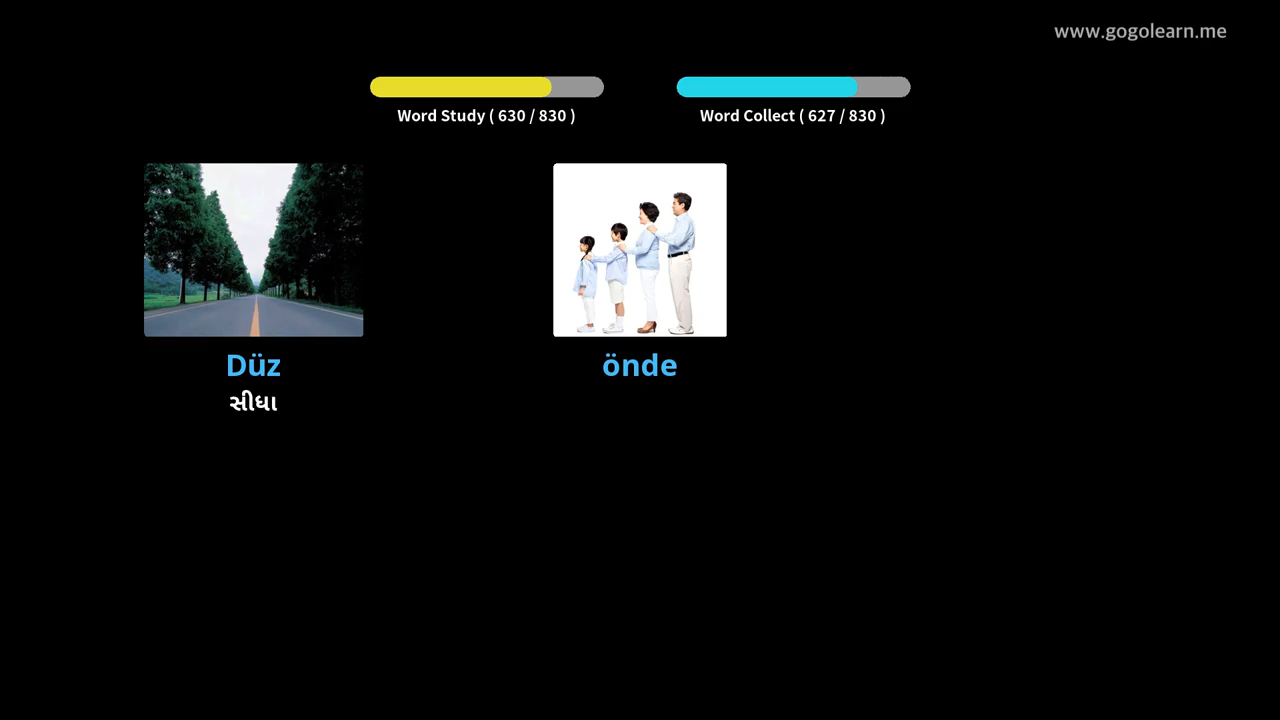 www.gogolearn.me
Word Study ( 630 / 830 )
Word Collect ( 627 / 830 )
Düz
સીધા
önde